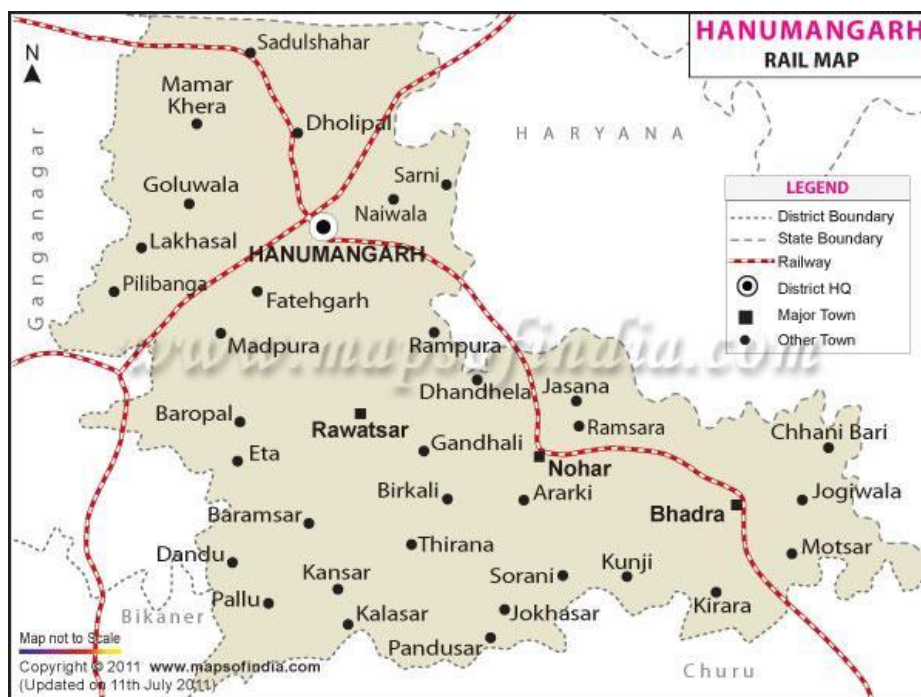 HANUMANGARH
RAIL MAP
N
Sadulshahar
Mamar
Khera
Dholipal
HARYANA
Ganganagar
Sarni
Goluwala
Naiwala
LEGEND
District Boundary
State Boundary
Railway
District HQ
Major Town
Other Town
Lakhasal
HANUMANGARH
Pilibanga
Fatehgarh
www.mapsofindia.com
Madpura
Rampura
Dhandhela
Jasana
Baropal
Rawatsar
Ramsara
Chhani Bari
Eta
Gandhali
Nohar
Birkali
Ararki
Jogiwala
Bhadra
Baramsar
Thirana
Motsar
Dandu
Kansar
Sorani
Kunji
Bikaner
Pallu
Kalasar
Jokhasar
Kirara
Pandusar
Churu
Map not to Scale
Copyright © 2011 www.mapsofindia.com
(Updated on 11th July 2011)